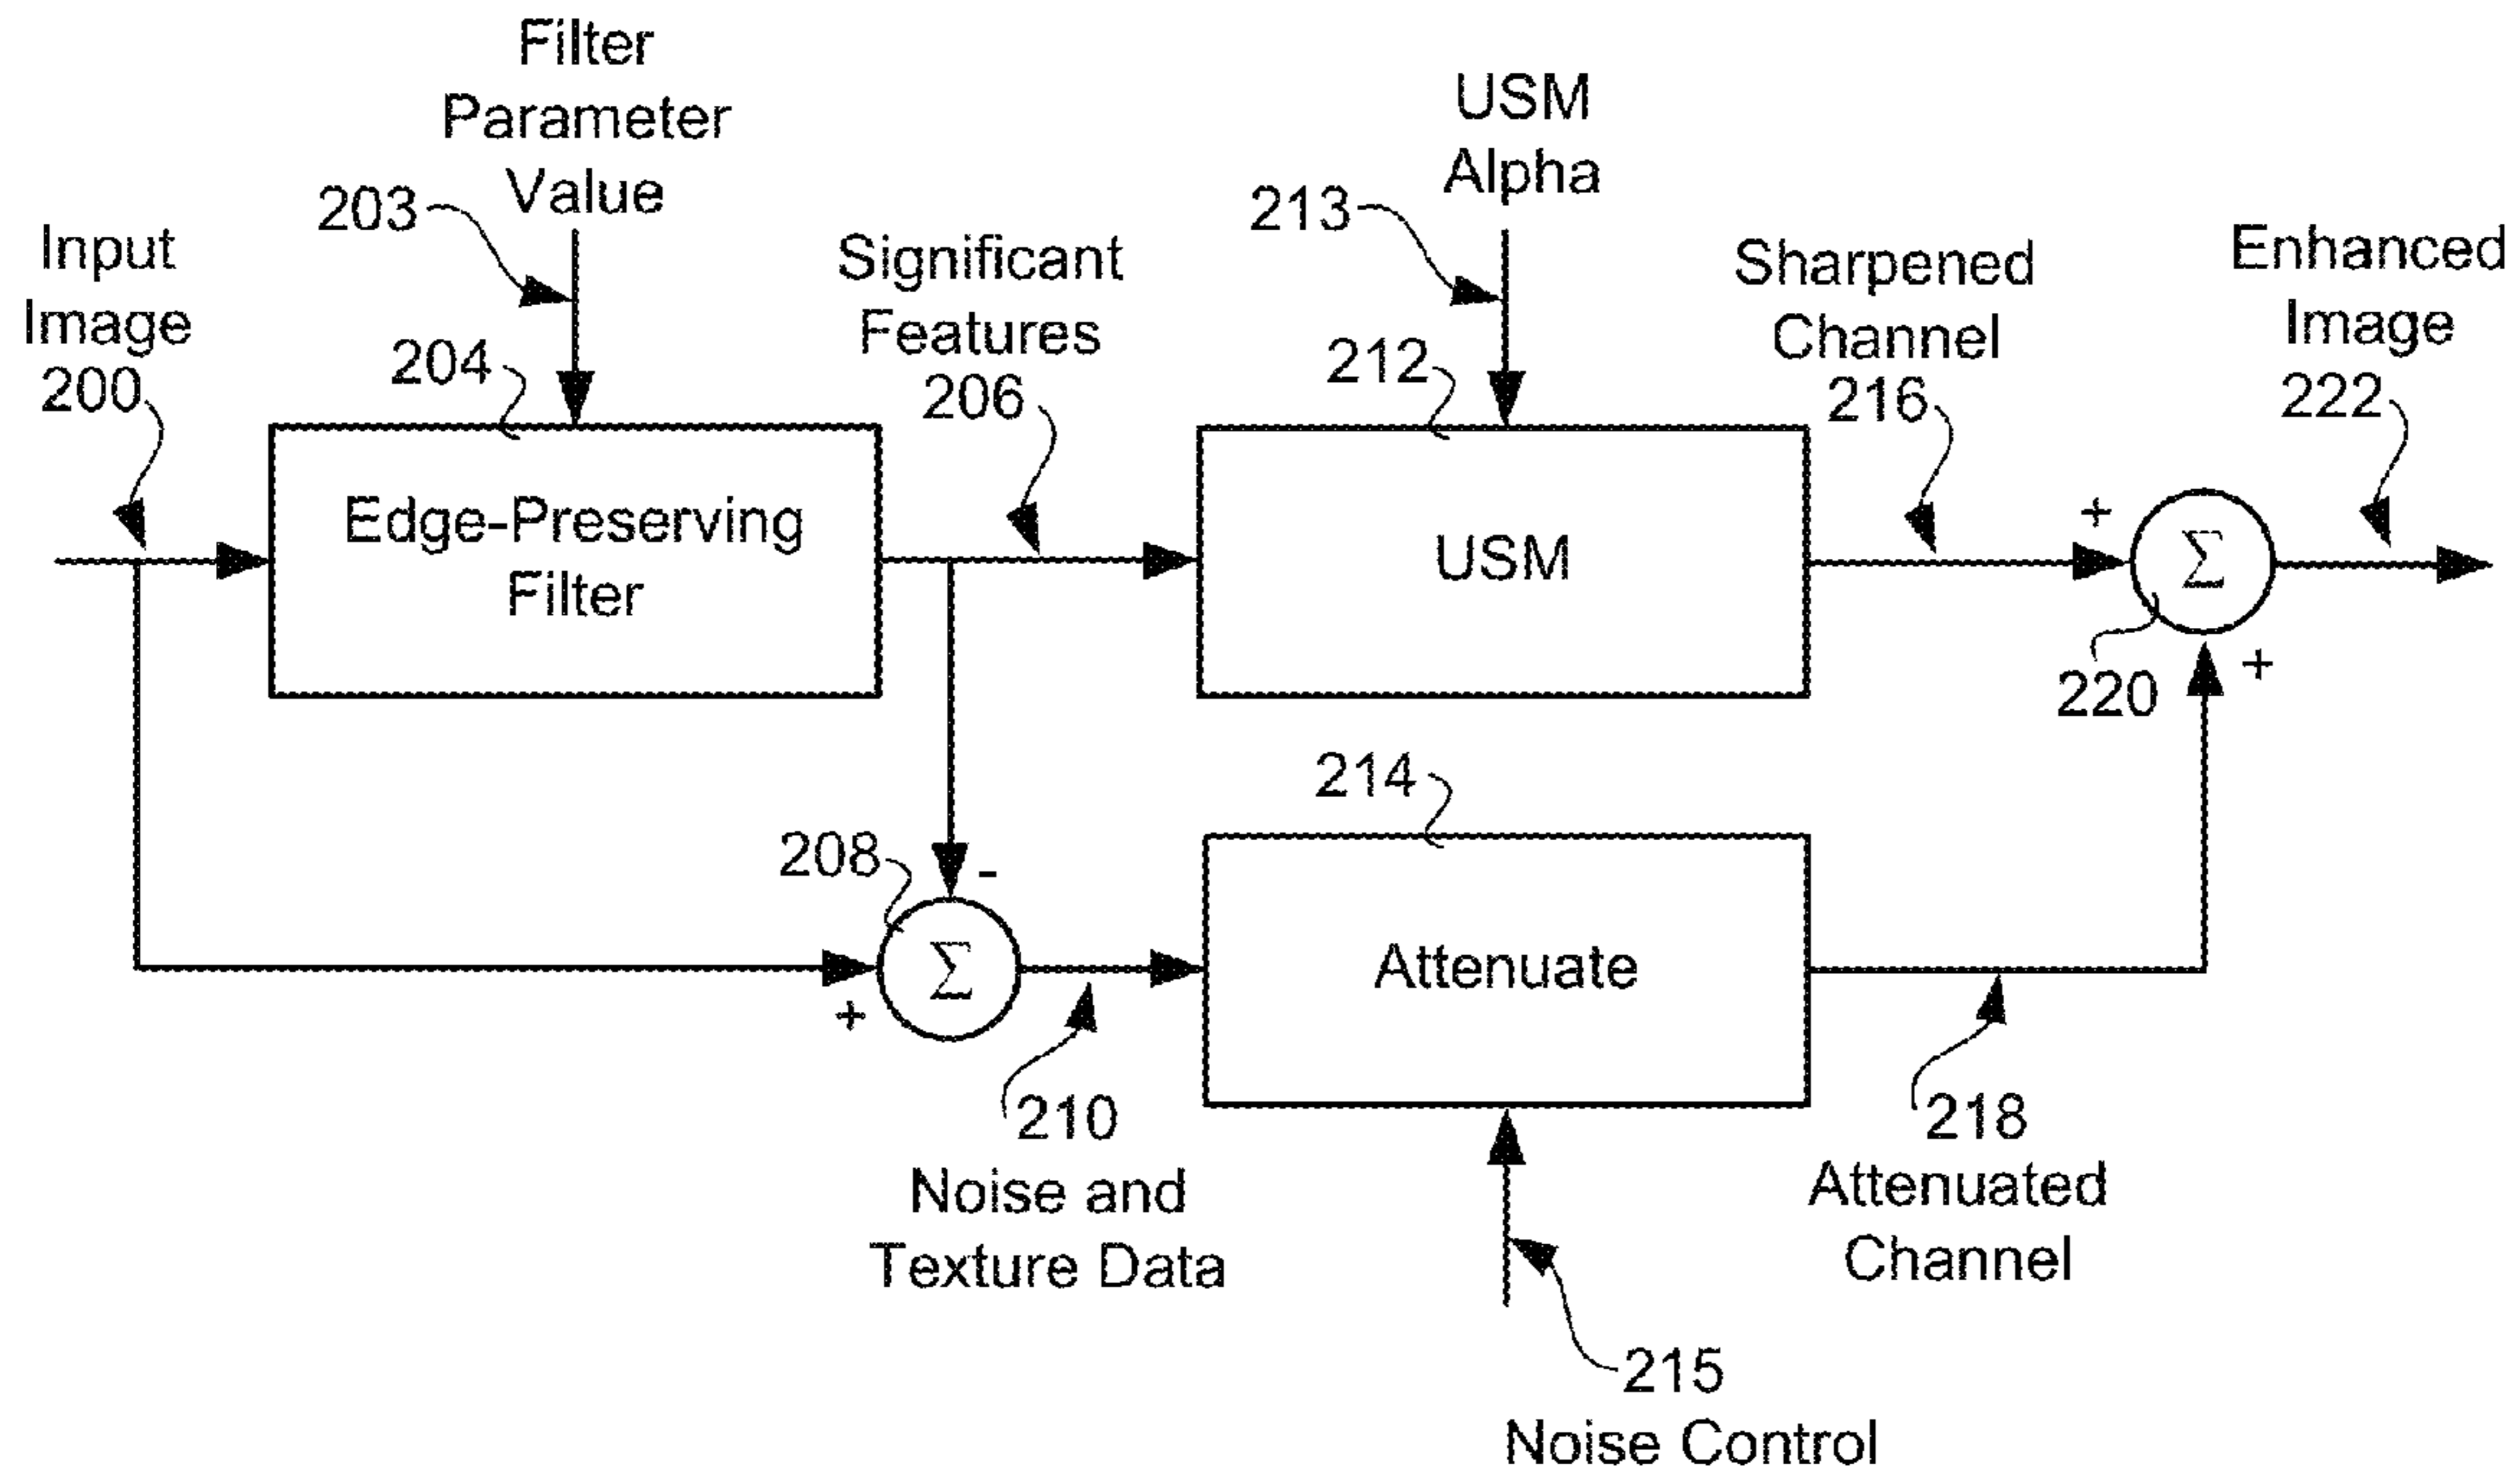 Filter
Parameter
Value
203
USM
Alpha
213
Input
Image
200
204
Significant
Features
206
212
Sharpened
Channel
216
Enhanced
Image
222
Edge-Preserving
Filter
USM
+
Σ
+
220
208
-
Σ
+
214
Attenuate
210
Noise and
Texture Data
218
Attenuated
Channel
215
Noise Control